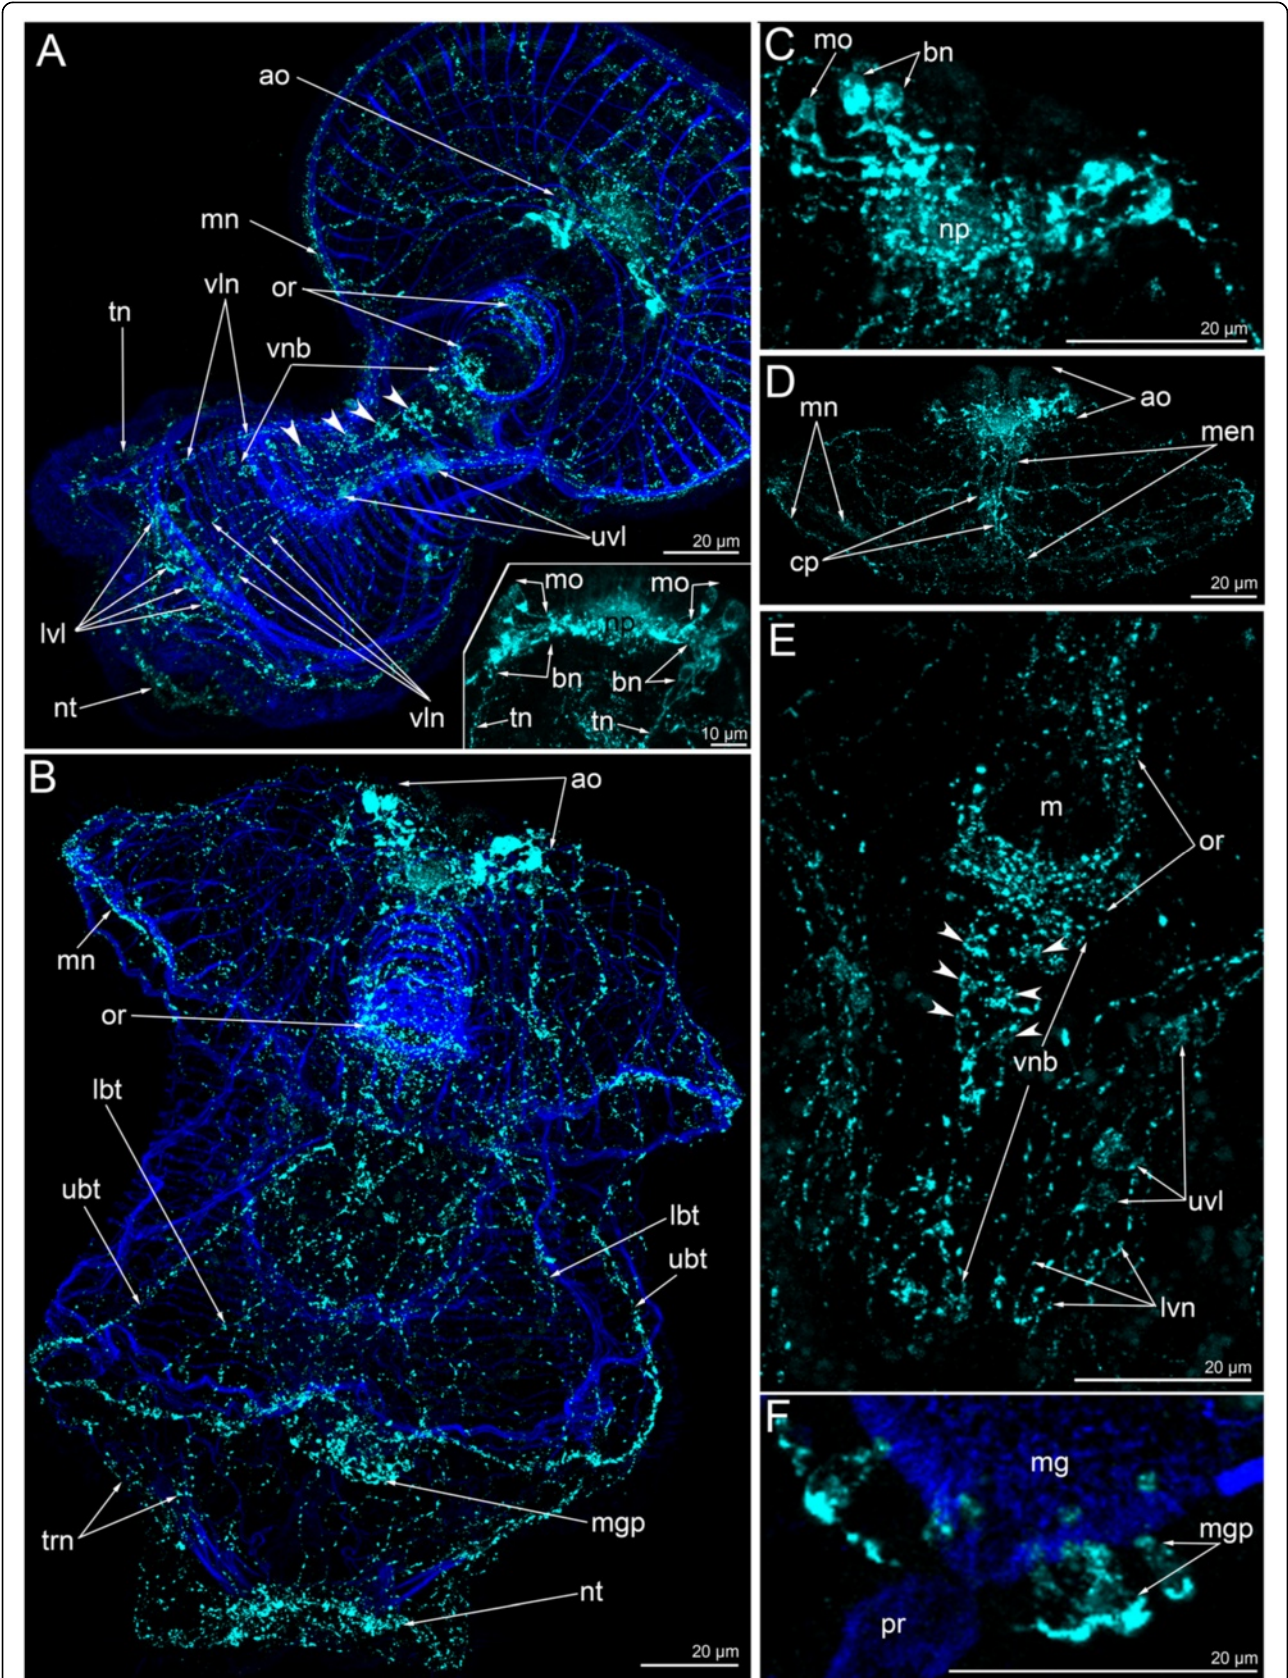 A
ao
mn
vln
or
tn
vnb
uvl
20 µm
lvl
nt
vln
mo
mo
np
bn
bn
tn
tn
10 µm
B
ao
mn
or
lbt
ubt
lbt
ubt
trn
mgp
nt
20 µm
C
mo
bn
np
20 µm
D
mn
ao
men
cp
20 µm
E
m
or
vnb
uvl
lvn
20 µm
F
mg
mgp
pr
20 µm